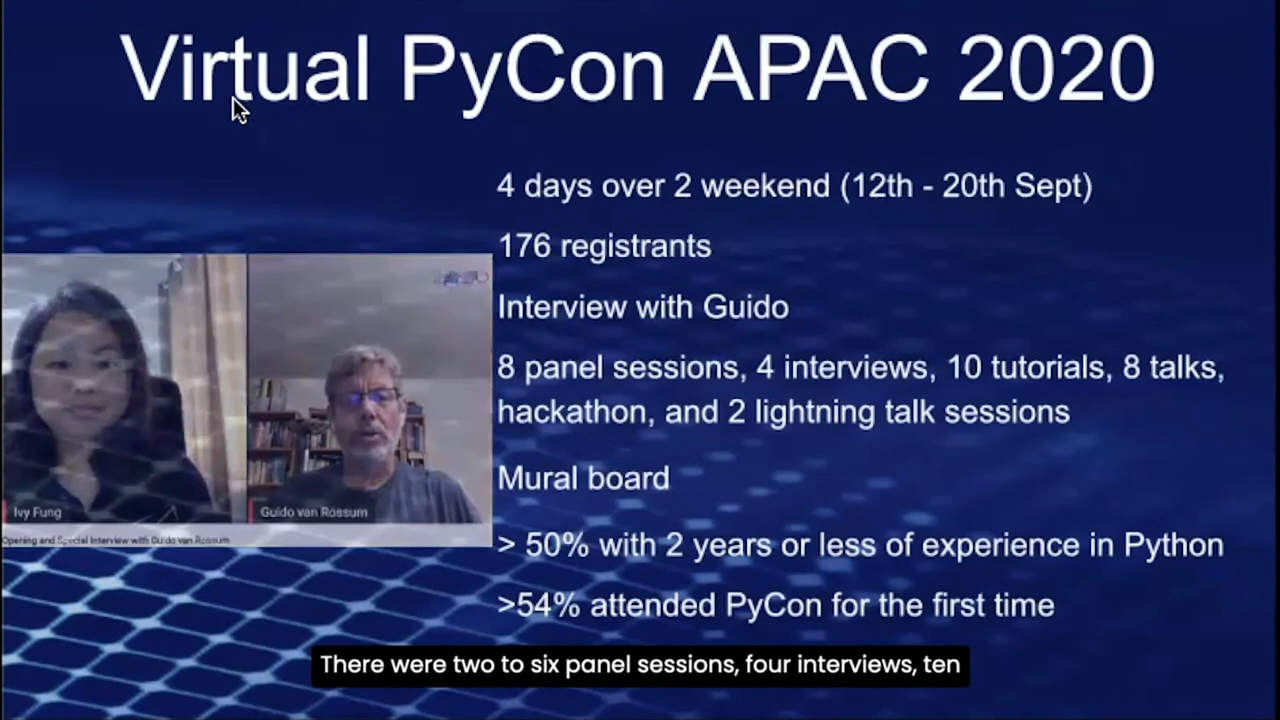 Virtual PyCon APAC 2020
4 days over 2 weekend (12th - 20th Sept)
176 registrants
Interview with Guido
8 panel sessions, 4 interviews, 10 tutorials, 8 talks,
hackathon, and 2 lightning talk sessions
Mural board
> 50% with 2 years or less of experience in Python
>54% attended PyCon for the first time
Ivy Fung
Guido van Rossum
Opening and Special Interview with Guido van Rossum
There were two to six panel sessions, four interviews, ten